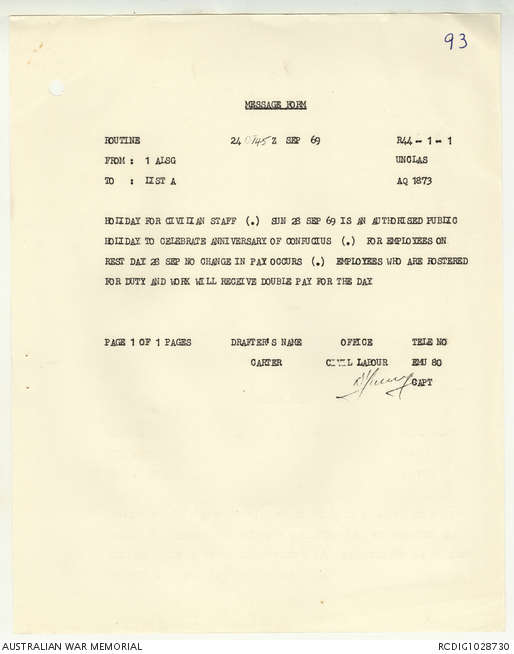 93
MESSAGE FORM
ROUTINE 240745Z SEP 69 R44-1-1
FROM : 1 ALSG UNCLAS
TO : LIST A AQ 1873
HOLIDAY FOR CIVILIAN STAFF (.) SUN 28 SEP 69 IS AN AUTHORISED PUBLIC
HOLIDAY TO CELEBRATE ANNIVERSARY OF CONFUCIUS (.) FOR EMPLOYEES ON
REST DAY 28 SEP NO CHANGE IN PAY OCCURS (.) EMPLOYEES WHO ARE ROSTERED
FOR DUTY AND WORK WILL RECEIVE DOUBLE PAY FOR THE DAY
PAGE 1 OF 1 PAGES DRAFTER'S NAME OFFICE TELE NO
CARTER CIVIL LABOUR EMU 80
CAPT
AUSTRALIAN WAR MEMORIAL RCDIG1028730